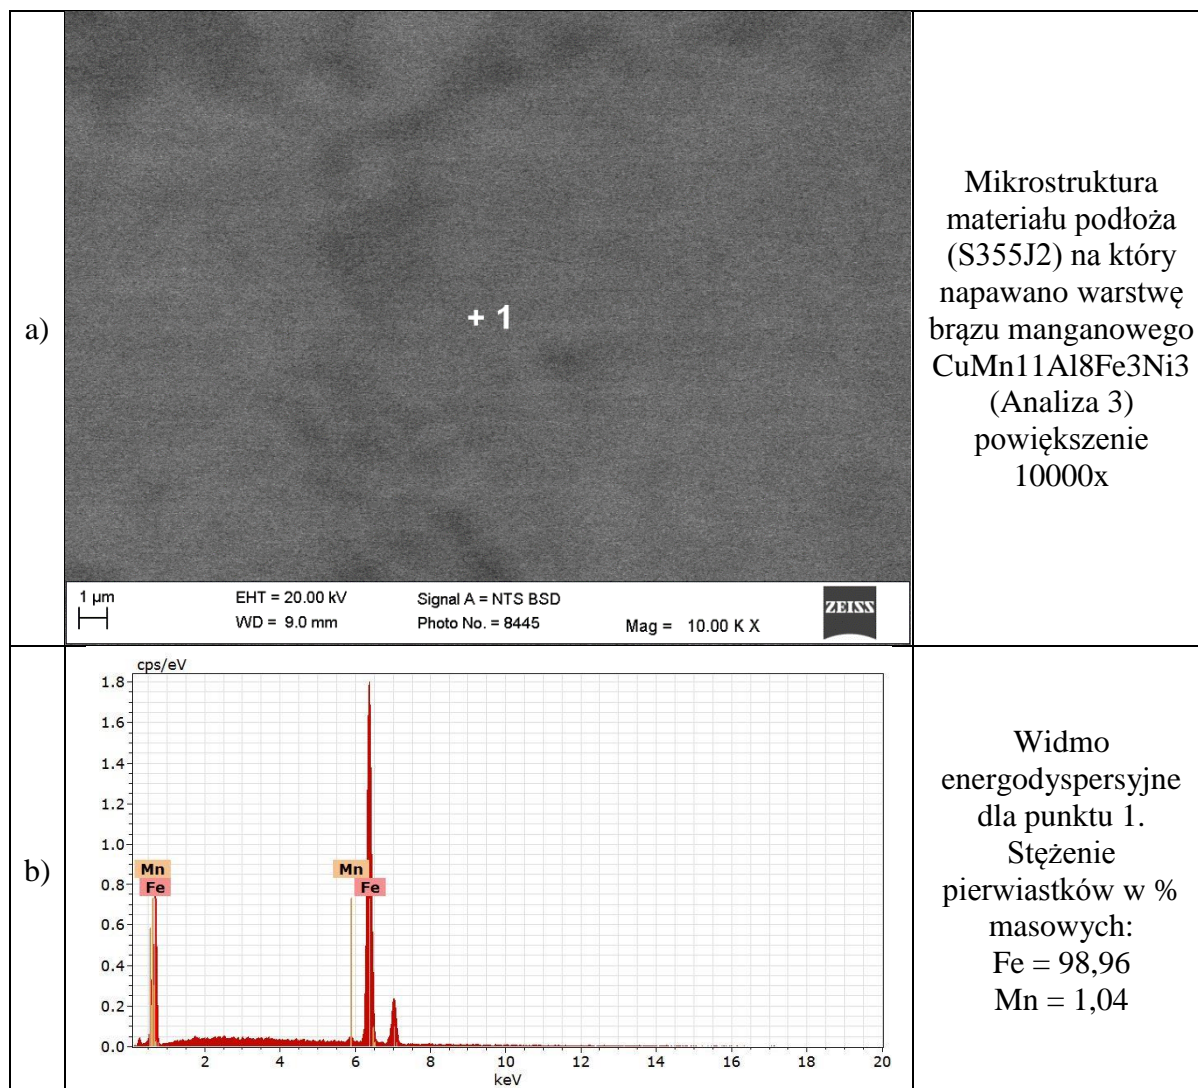 a)
+ 1
1 µm
EHT = 20.00 kV
Signal A = NTS BSD
WD = 9.0 mm
Photo No. = 8445
Mag = 10.00 K X
ZEISS
Mikrostruktura
materiału podłoża
(S355J2) na który
napawano warstwę
brązu manganowego
CuMn11Al8Fe3Ni3
(Analiza 3)
powiększenie
10000x
b)
cps/eV
1.8
1.6
1.4
1.2
1.0
0.8
0.6
0.4
0.2
0.0
Mn
Fe
Mn
Fe
2 4 6 8 10 12 14 16 18 20
keV
Widmo
energodyspersyjne
dla punktu 1.
Stężenie
pierwiastków w %
masowych:
Fe = 98,96
Mn = 1,04